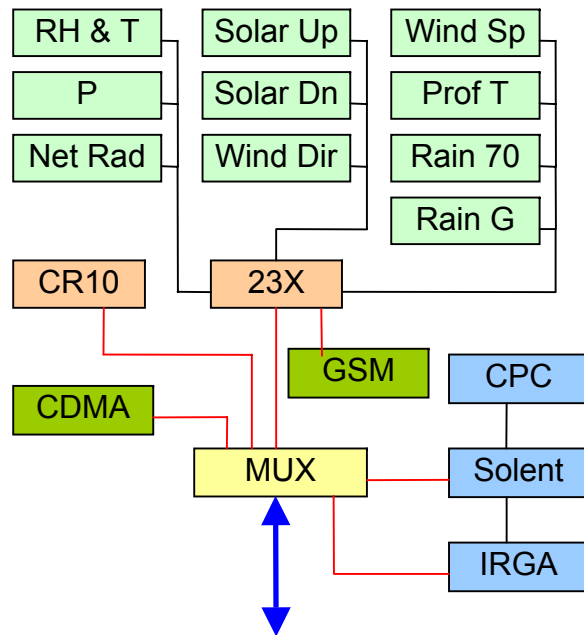 RH & T
Solar Up
Wind Sp
P
Solar Dn
Prof T
Net Rad
Wind Dir
Rain 70
Rain G
CR10
23X
GSM
CPC
CDMA
MUX
Solent
IRGA